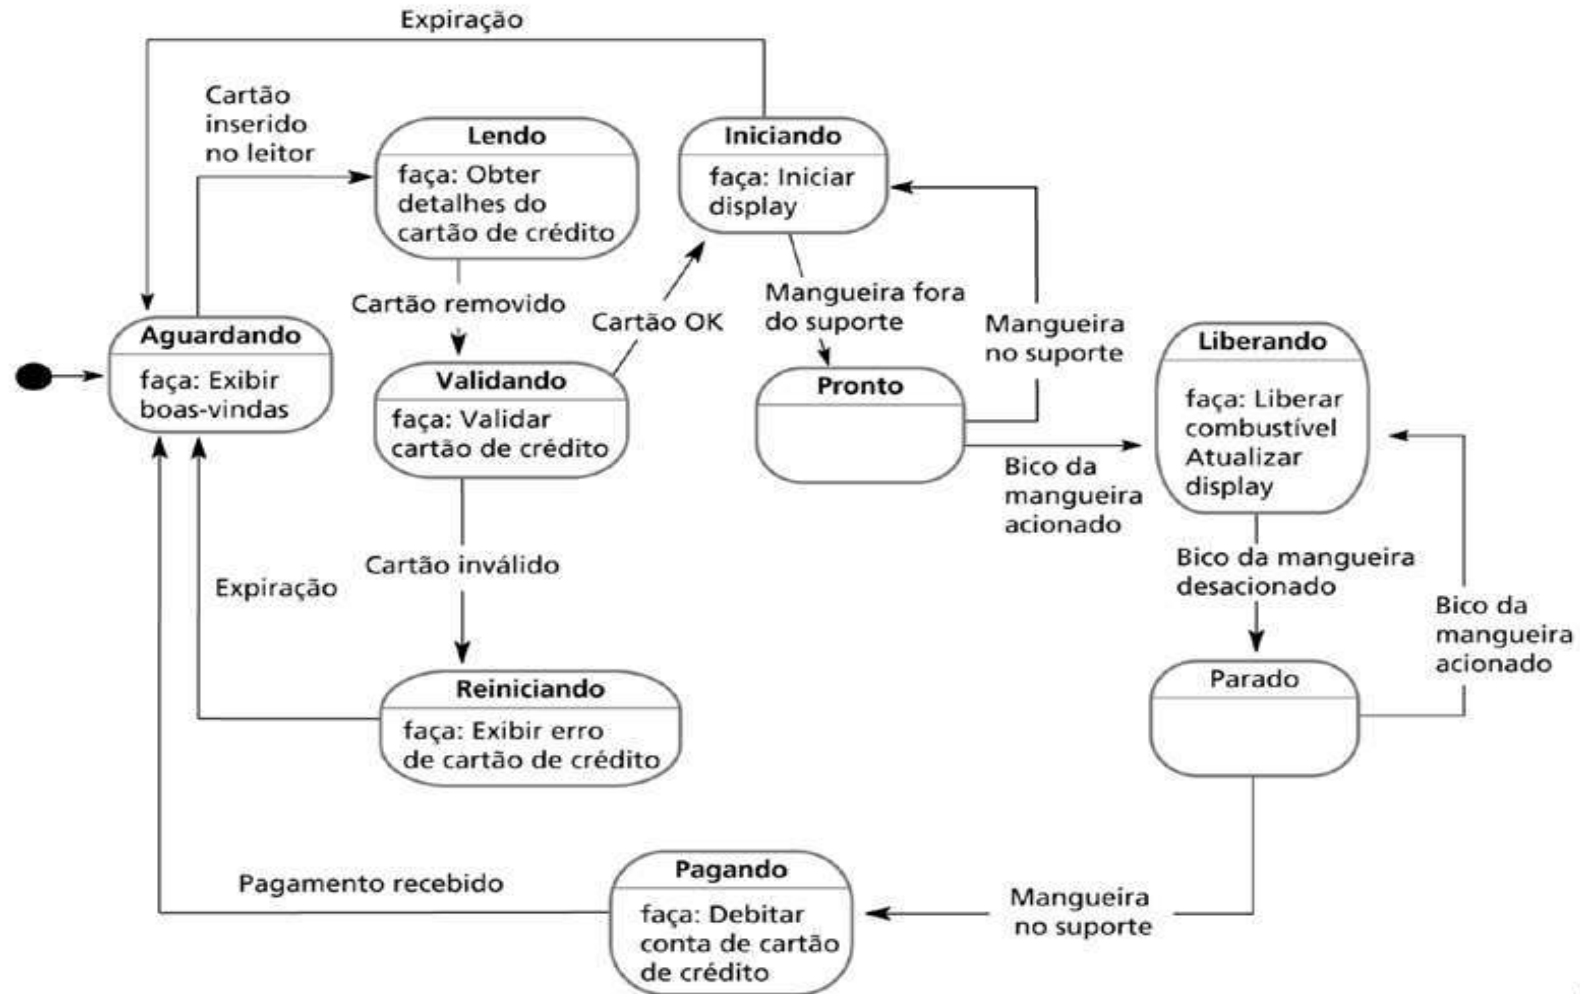 Expiração
Cartão
inserido
no leitor
Lendo
faça: Obter
detalhes do
cartão de crédito
Iniciando
faça: Iniciar
display
Cartão removido
Cartão OK
Mangueira fora
do suporte
Mangueira
no suporte
Aguardando
faça: Exibir
boas-vindas
Validando
faça: Validar
cartão de crédito
Pronto
Liberando
faça: Liberar
combustível
Atualizar
display
Bico da
mangueira
acionado
Cartão inválido
Expiração
Bico da mangueira
desacionado
Bico da
mangueira
acionado
Reiniciando
faça: Exibir erro
de cartão de crédito
Parado
Pagamento recebido
Pagando
faça: Debitar
conta de cartão
de crédito
Mangueira
no suporte